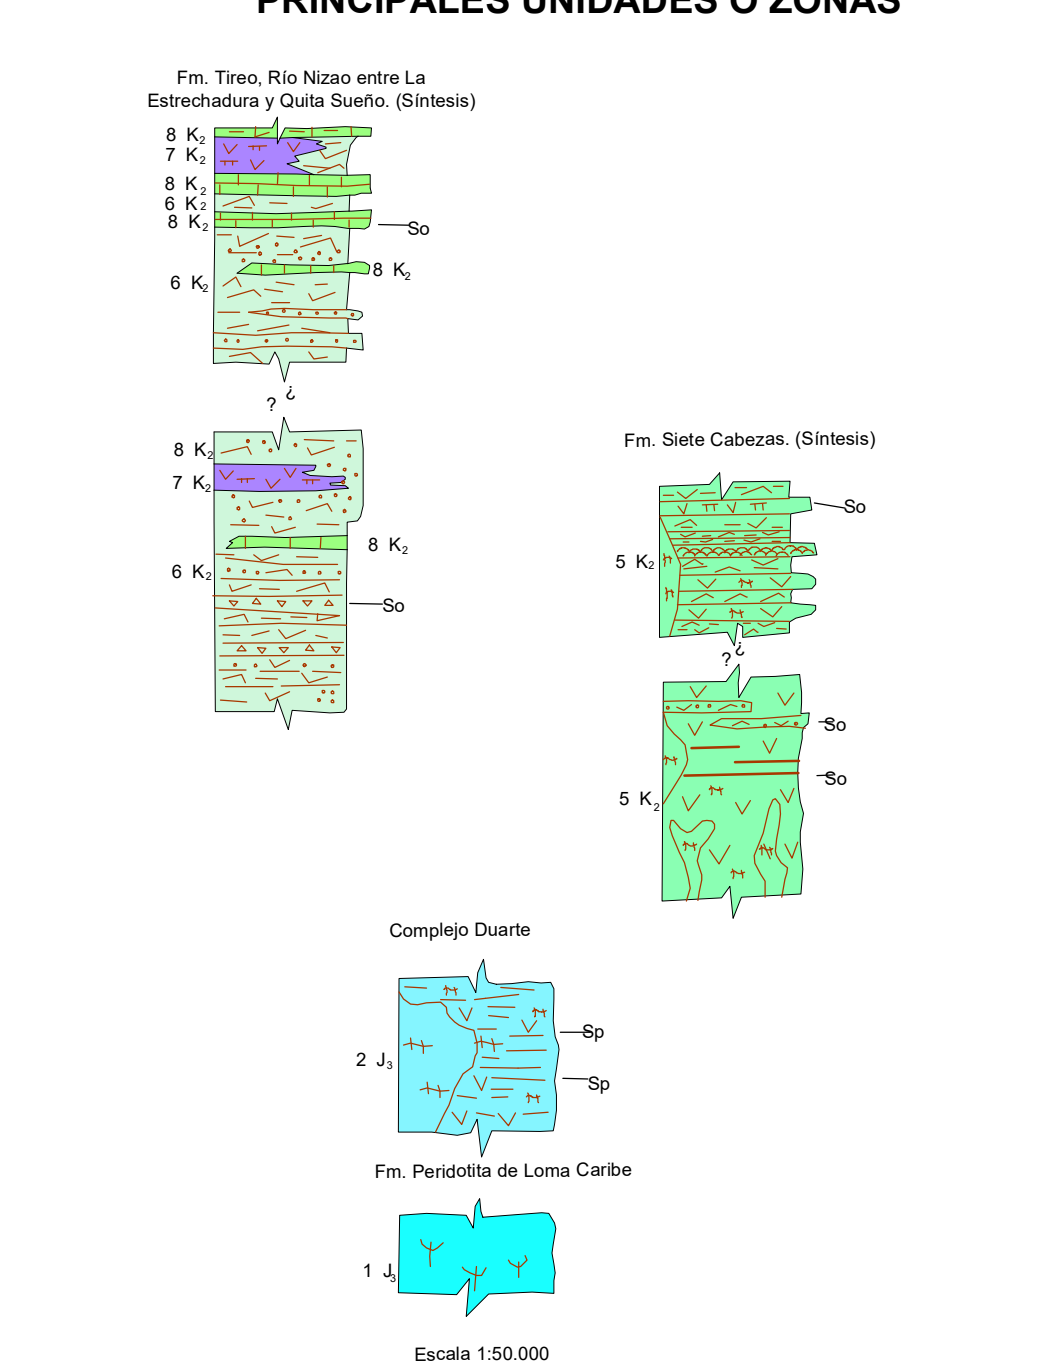 PRINCIPALES UNIDADES O ZONAS
Fm. Tireo, Río Nizao entre La
Estrechadura y Quita Sueño. (Síntesis)
8 K2
7 K2
8 K2
6 K2
8 K2
So
8 K2
6 K2
? ¿
8 K2
7 K2
8 K2
6 K2
So
Fm. Siete Cabezas. (Síntesis)
So
5 K2
? ¿
So
So
5 K2
Complejo Duarte
Sp
2 J3
Sp
Fm. Peridotita de Loma Caribe
1 J3
Escala 1:50.000